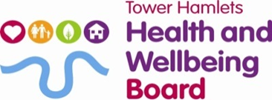 Tower Hamlets
Health and
Wellbeing
Board